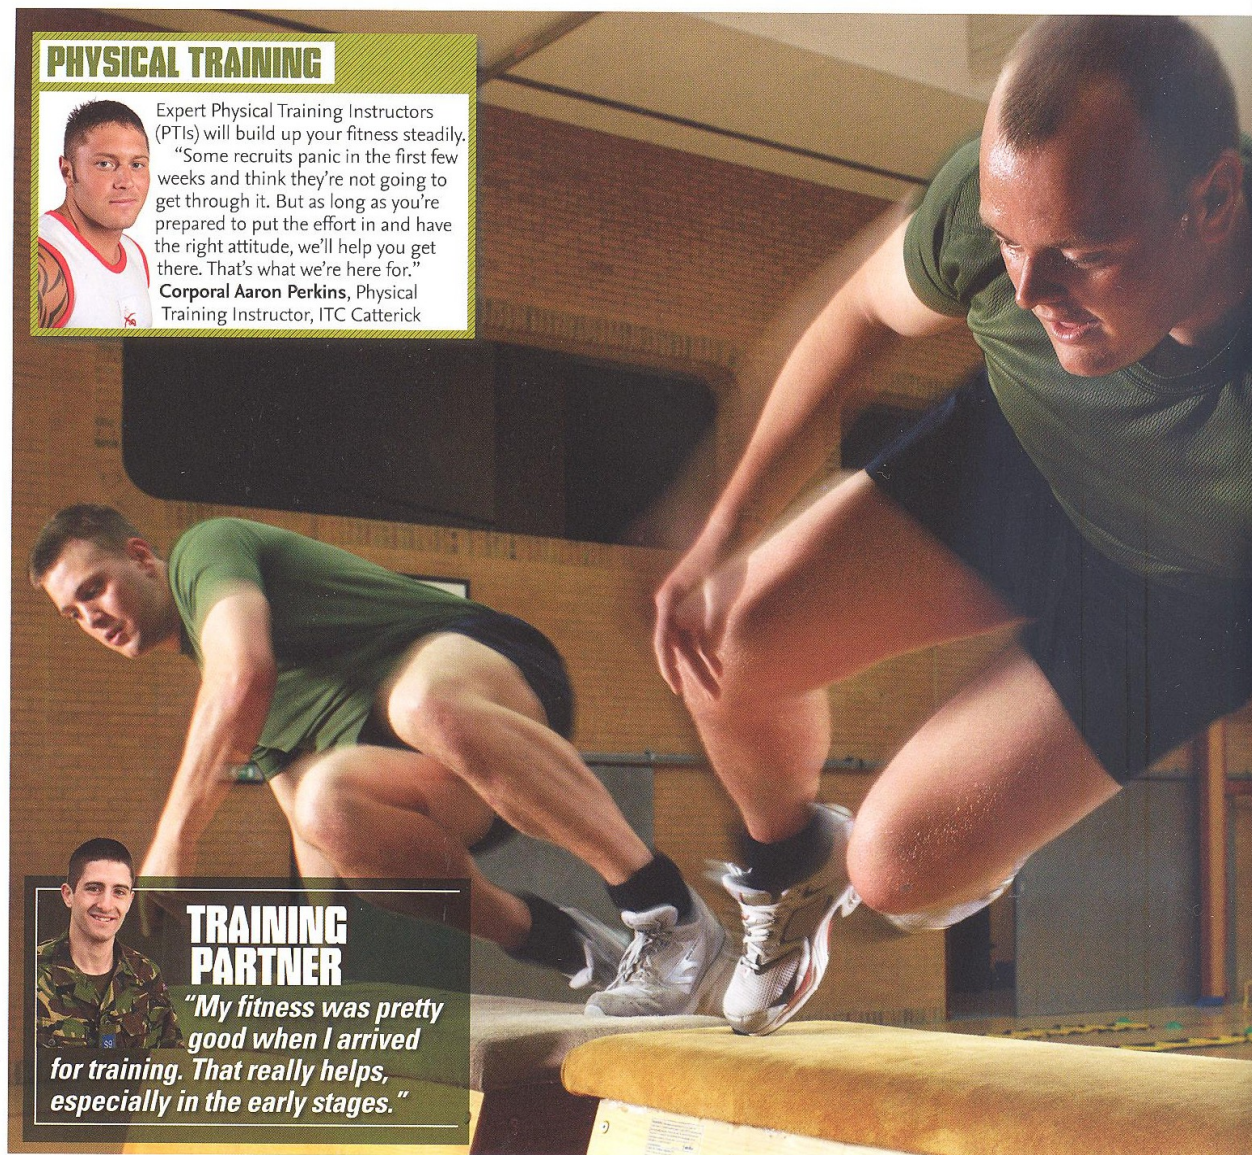 PHYSICAL TRAINING
Expert Physical Training Instructors
(PTIs) will build up your fitness steadily.
“Some recruits panic in the first few
weeks and think they’re not going to
get through it. But as long as you’re
prepared to put the effort in and have
the right attitude, we’ll help you get
there. That’s what we’re here for.”
Corporal Aaron Perkins, Physical
Training Instructor, ITC Catterick
TRAINING
PARTNER
“My fitness was pretty
good when I arrived
for training. That really helps,
especially in the early stages.”